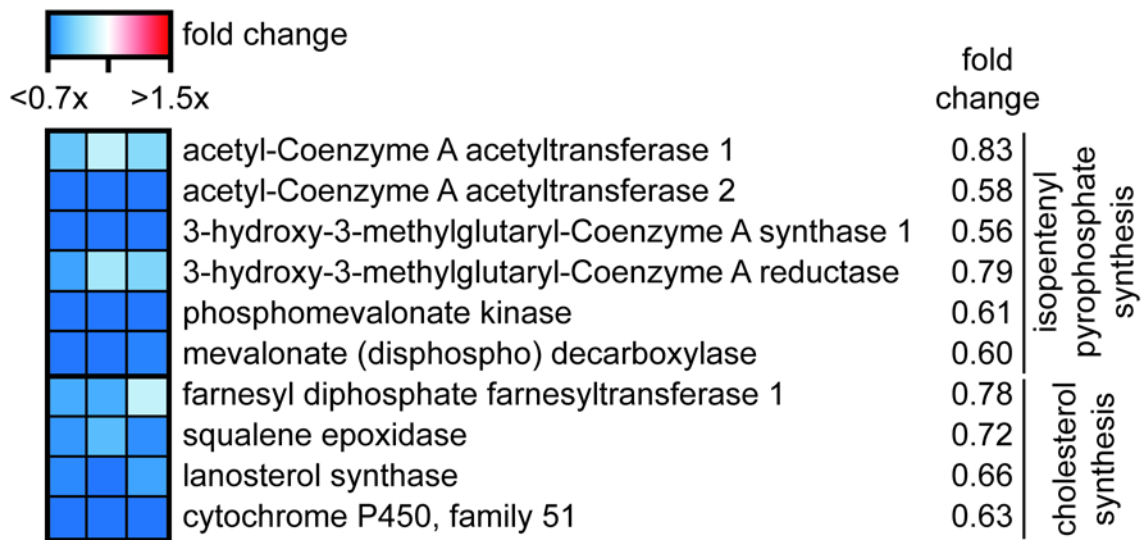 fold change
<0.7x >1.5x
fold
change
acetyl-Coenzyme A acetyltransferase 1 0.83
acetyl-Coenzyme A acetyltransferase 2 0.58
3-hydroxy-3-methylglutaryl-Coenzyme A synthase 1 0.56
3-hydroxy-3-methylglutaryl-Coenzyme A reductase 0.79
phosphomevalonate kinase 0.61
mevalonate (disphospho) decarboxylase 0.60
farnesyl diphosphate farnesyltransferase 1 0.78
squalene epoxidase 0.72
lanosterol synthase 0.66
cytochrome P450, family 51 0.63
isopentenyl
pyrophosphate
synthesis
cholesterol
synthesis